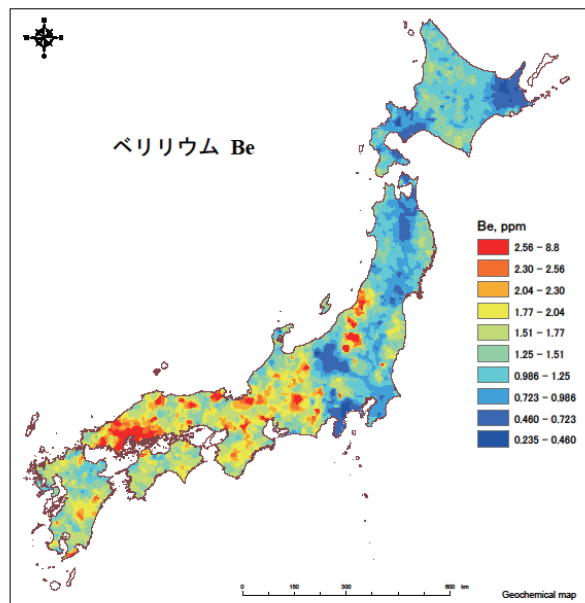 ベリリウム Be
Be, ppm
2.56 – 8.8
2.30 – 2.56
2.04 – 2.30
1.77 – 2.04
1.51 – 1.77
1.25 – 1.51
0.986 – 1.25
0.723 – 0.986
0.460 – 0.723
0.235 – 0.460
0 150 300 600 km
Geochemical map